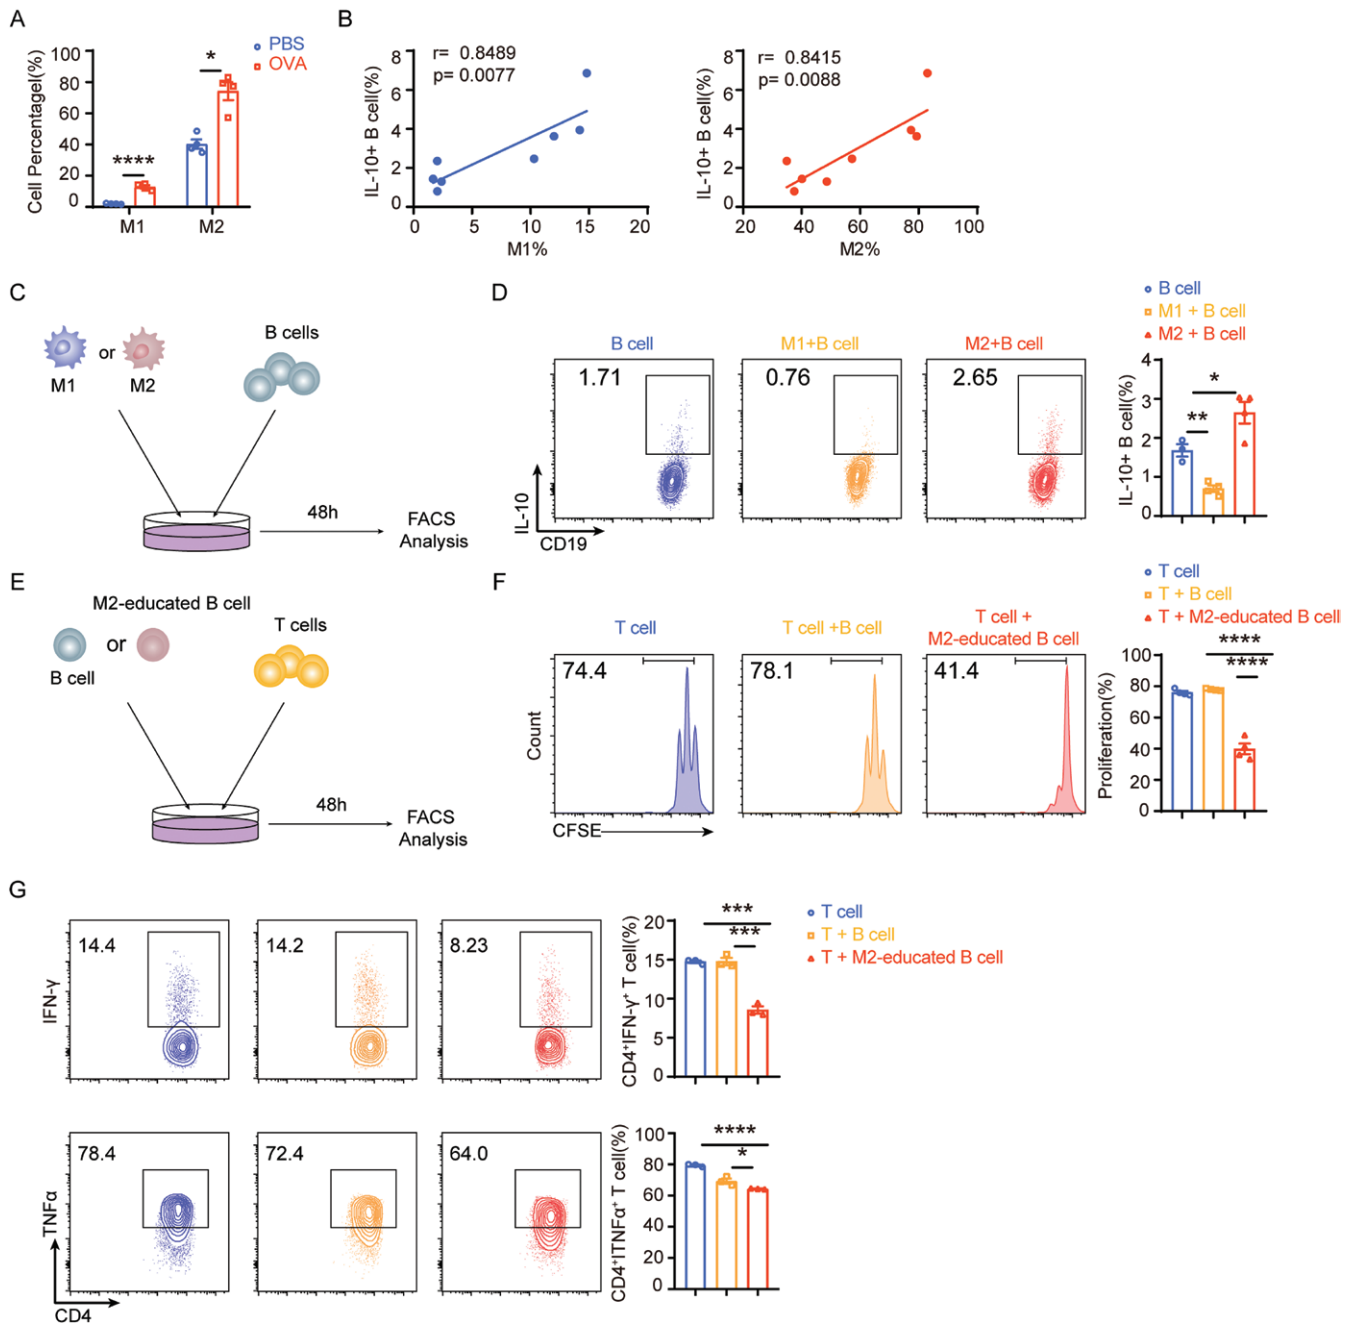 A
Cell Percentagel(%)
100
80
60
40
20
0
****
*
M1
M2
PBS
OVA
B
IL-10+ B cell(%)
8
6
4
2
0
r= 0.8489
p= 0.0077
0
5
10
15
20
M1%
IL-10+ B cell(%)
8
6
4
2
0
r= 0.8415
p= 0.0088
20
40
60
80
100
M2%
C
M1
or
M2
B cells
48h
FACS
Analysis
D
B cell
M1+B cell
M2+B cell
1.71
0.76
2.65
IL-10
CD19
B cell
M1 + B cell
M2 + B cell
IL-10+ B cell(%)
4
3
2
1
0
**
*
E
M2-educated B cell
or
B cell
T cells
48h
FACS
Analysis
F
T cell
T cell +B cell
T cell +
M2-educated B cell
74.4
78.1
41.4
Count
CFSE
T cell
T + B cell
T + M2-educated B cell
Proliferation(%)
100
80
60
40
20
0
****
****
G
14.4
14.2
8.23
IFN-γ
CD4⁺IFN-γ⁺ T cell(%)
20
15
10
5
0
***
***
T cell
T + B cell
T + M2-educated B cell
78.4
72.4
64.0
TNFα
CD4
CD4⁺ITNFα⁺ T cell(%)
100
80
60
40
20
0
****
*